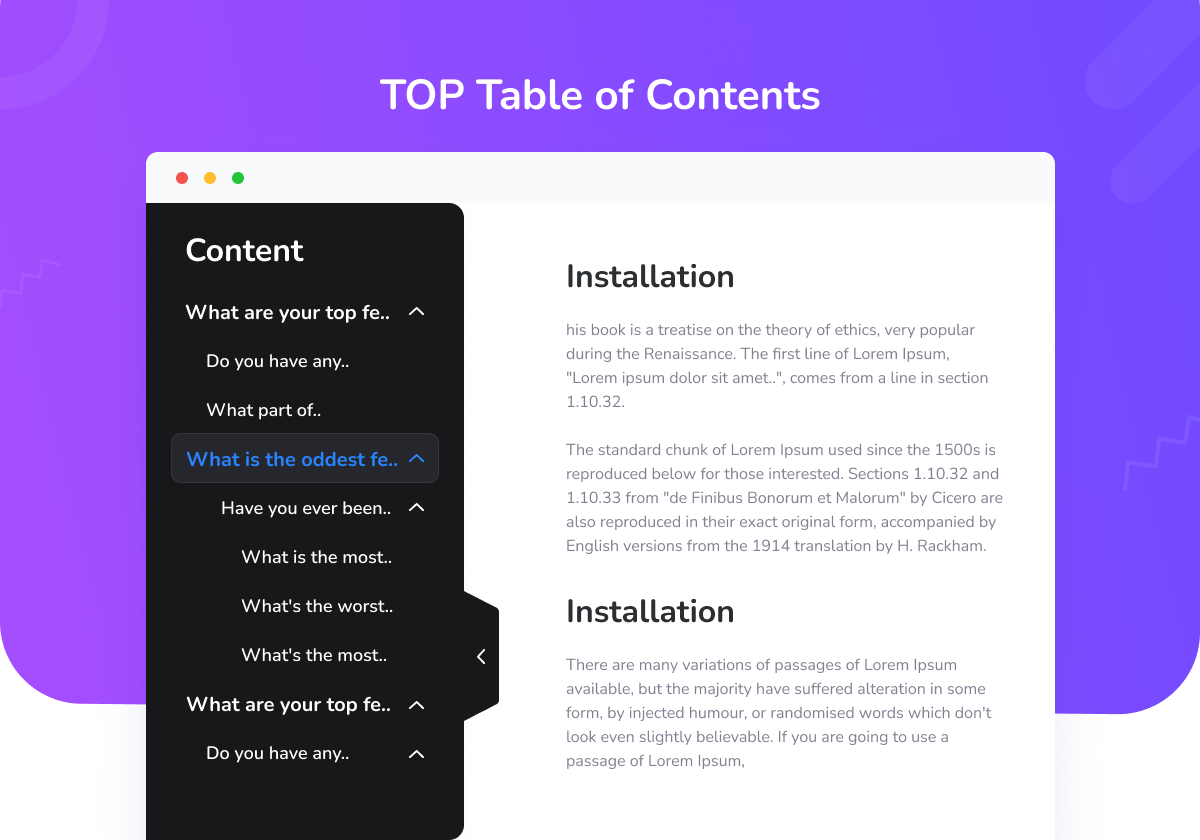 TOP Table of Contents
Content
What are your top fe..
Do you have any..
What part of..
What is the oddest fe..
Have you ever been..
What is the most..
What's the worst..
What's the most..
What are your top fe..
Do you have any..
Installation
his book is a treatise on the theory of ethics, very popular
during the Renaissance. The first line of Lorem Ipsum,
"Lorem ipsum dolor sit amet..", comes from a line in section
1.10.32.
The standard chunk of Lorem Ipsum used since the 1500s is
reproduced below for those interested. Sections 1.10.32 and
1.10.33 from "de Finibus Bonorum et Malorum" by Cicero are
also reproduced in their exact original form, accompanied by
English versions from the 1914 translation by H. Rackham.
Installation
There are many variations of passages of Lorem Ipsum
available, but the majority have suffered alteration in some
form, by injected humour, or randomised words which don't
look even slightly believable. If you are going to use a
passage of Lorem Ipsum,